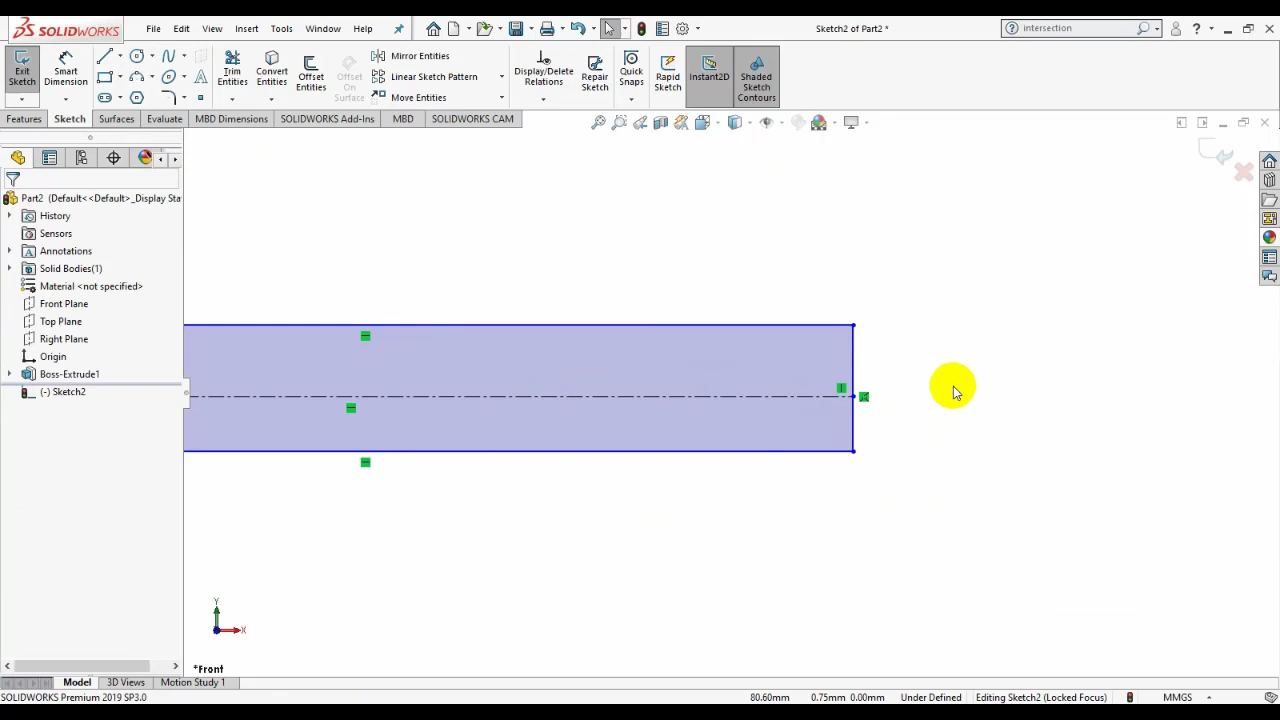 SOLIDWORKS File Edit View Insert Tools Window Help Sketch2 of Part2 * intersection
Exit Sketch
Smart Dimension
Trim Entities
Convert Entities
Offset Entities
Offset On Surface
Mirror Entities
Linear Sketch Pattern
Move Entities
Display/Delete Relations
Repair Sketch
Quick Snaps
Rapid Sketch
Instant2D
Shaded Sketch Contours
Features Sketch Surfaces Evaluate MBD Dimensions SOLIDWORKS Add-Ins MBD SOLIDWORKS CAM
Part2 (Default<<Default>_Display Sta
History
Sensors
Annotations
Solid Bodies(1)
Material <not specified>
Front Plane
Top Plane
Right Plane
Origin
Boss-Extrude1
(-) Sketch2
Y
X
*Front
Model 3D Views Motion Study 1
SOLIDWORKS Premium 2019 SP3.0 80.60mm 0.75mm 0.00mm Under Defined Editing Sketch2 (Locked Focus) MMGS